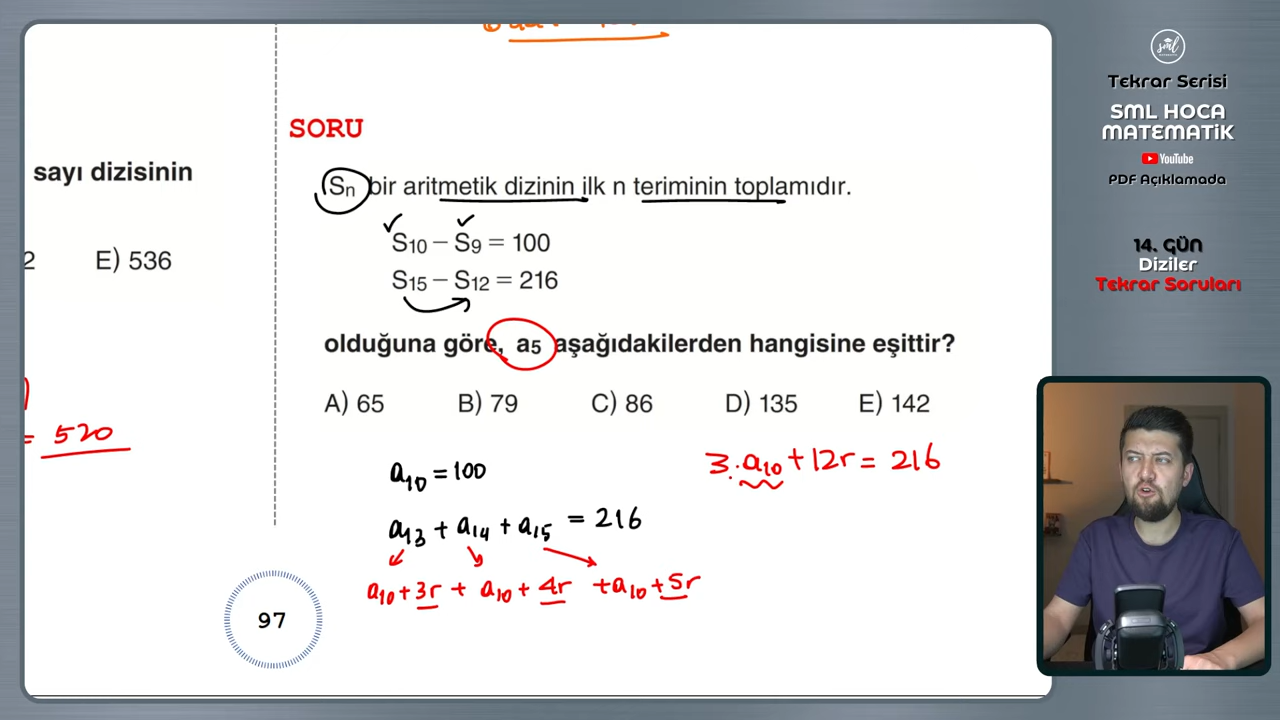 sayı dizisinin
2 E) 536
= 520
SORU
Sn bir aritmetik dizinin ilk n teriminin toplamıdır.
S10 – S9 = 100
S15 – S12 = 216
olduğuna göre, a5 aşağıdakilerden hangisine eşittir?
A) 65 B) 79 C) 86 D) 135 E) 142
a10 = 100
3.a10 + 12r = 216
a13 + a14 + a15 = 216
a10 + 3r + a10 + 4r + a10 + 5r
97
sml
Tekrar Serisi
SML HOCA
MATEMATİK
YouTube
PDF Açıklamada
14. GÜN
Diziler
Tekrar Soruları